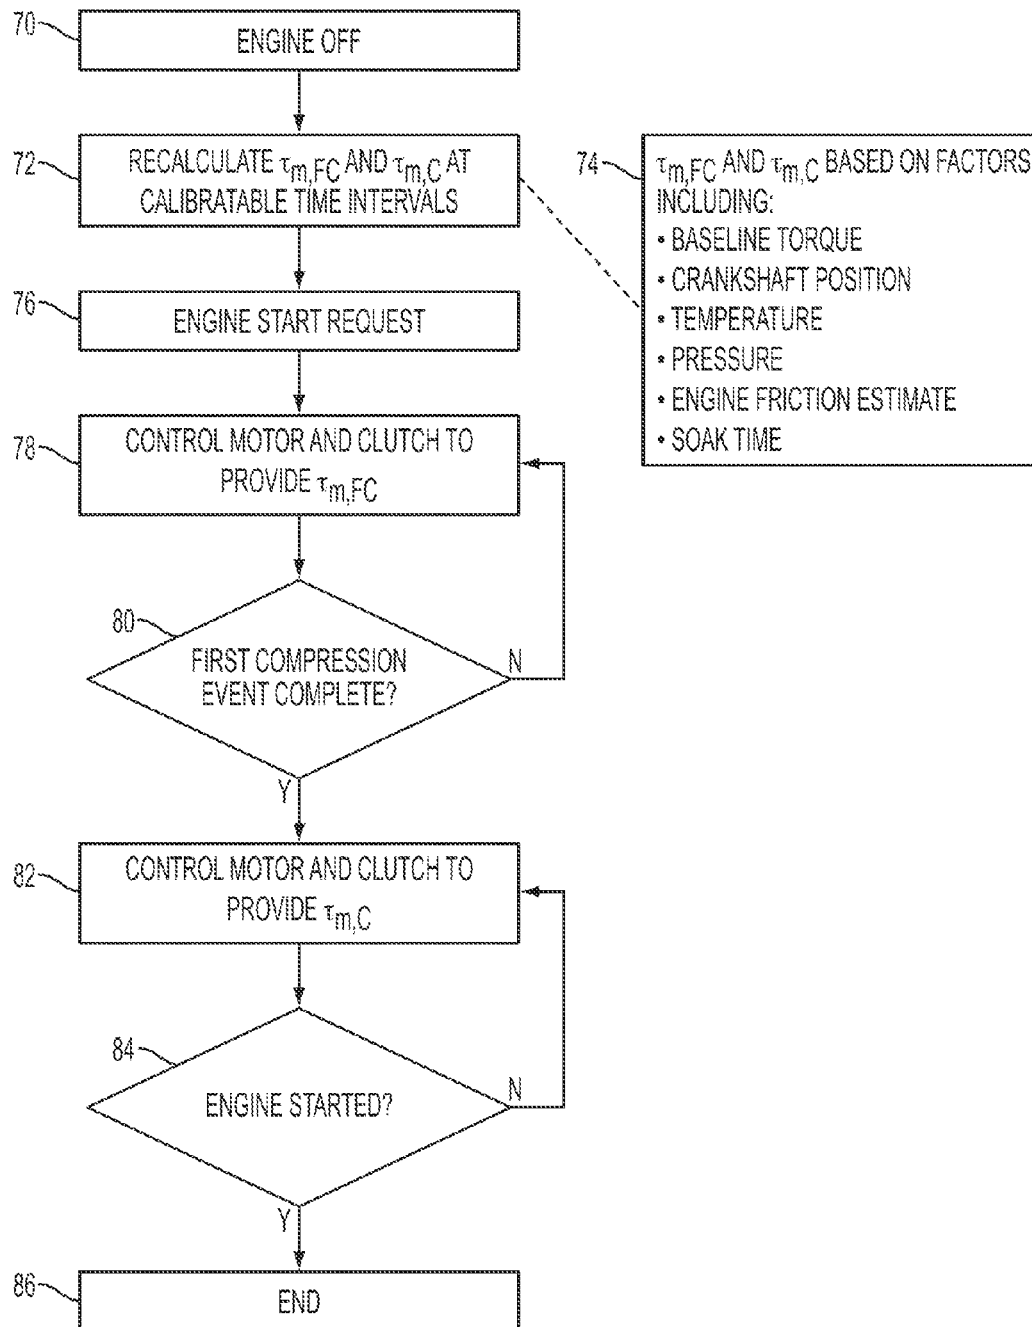 70
ENGINE OFF
72
RECALCULATE τm,FC AND τm,C AT
CALIBRATABLE TIME INTERVALS
74
τm,FC AND τm,C BASED ON FACTORS
INCLUDING:
• BASELINE TORQUE
• CRANKSHAFT POSITION
• TEMPERATURE
• PRESSURE
• ENGINE FRICTION ESTIMATE
• SOAK TIME
76
ENGINE START REQUEST
78
CONTROL MOTOR AND CLUTCH TO
PROVIDE τm,FC
80
FIRST COMPRESSION
EVENT COMPLETE?
N
Y
82
CONTROL MOTOR AND CLUTCH TO
PROVIDE τm,C
84
ENGINE STARTED?
N
Y
86
END